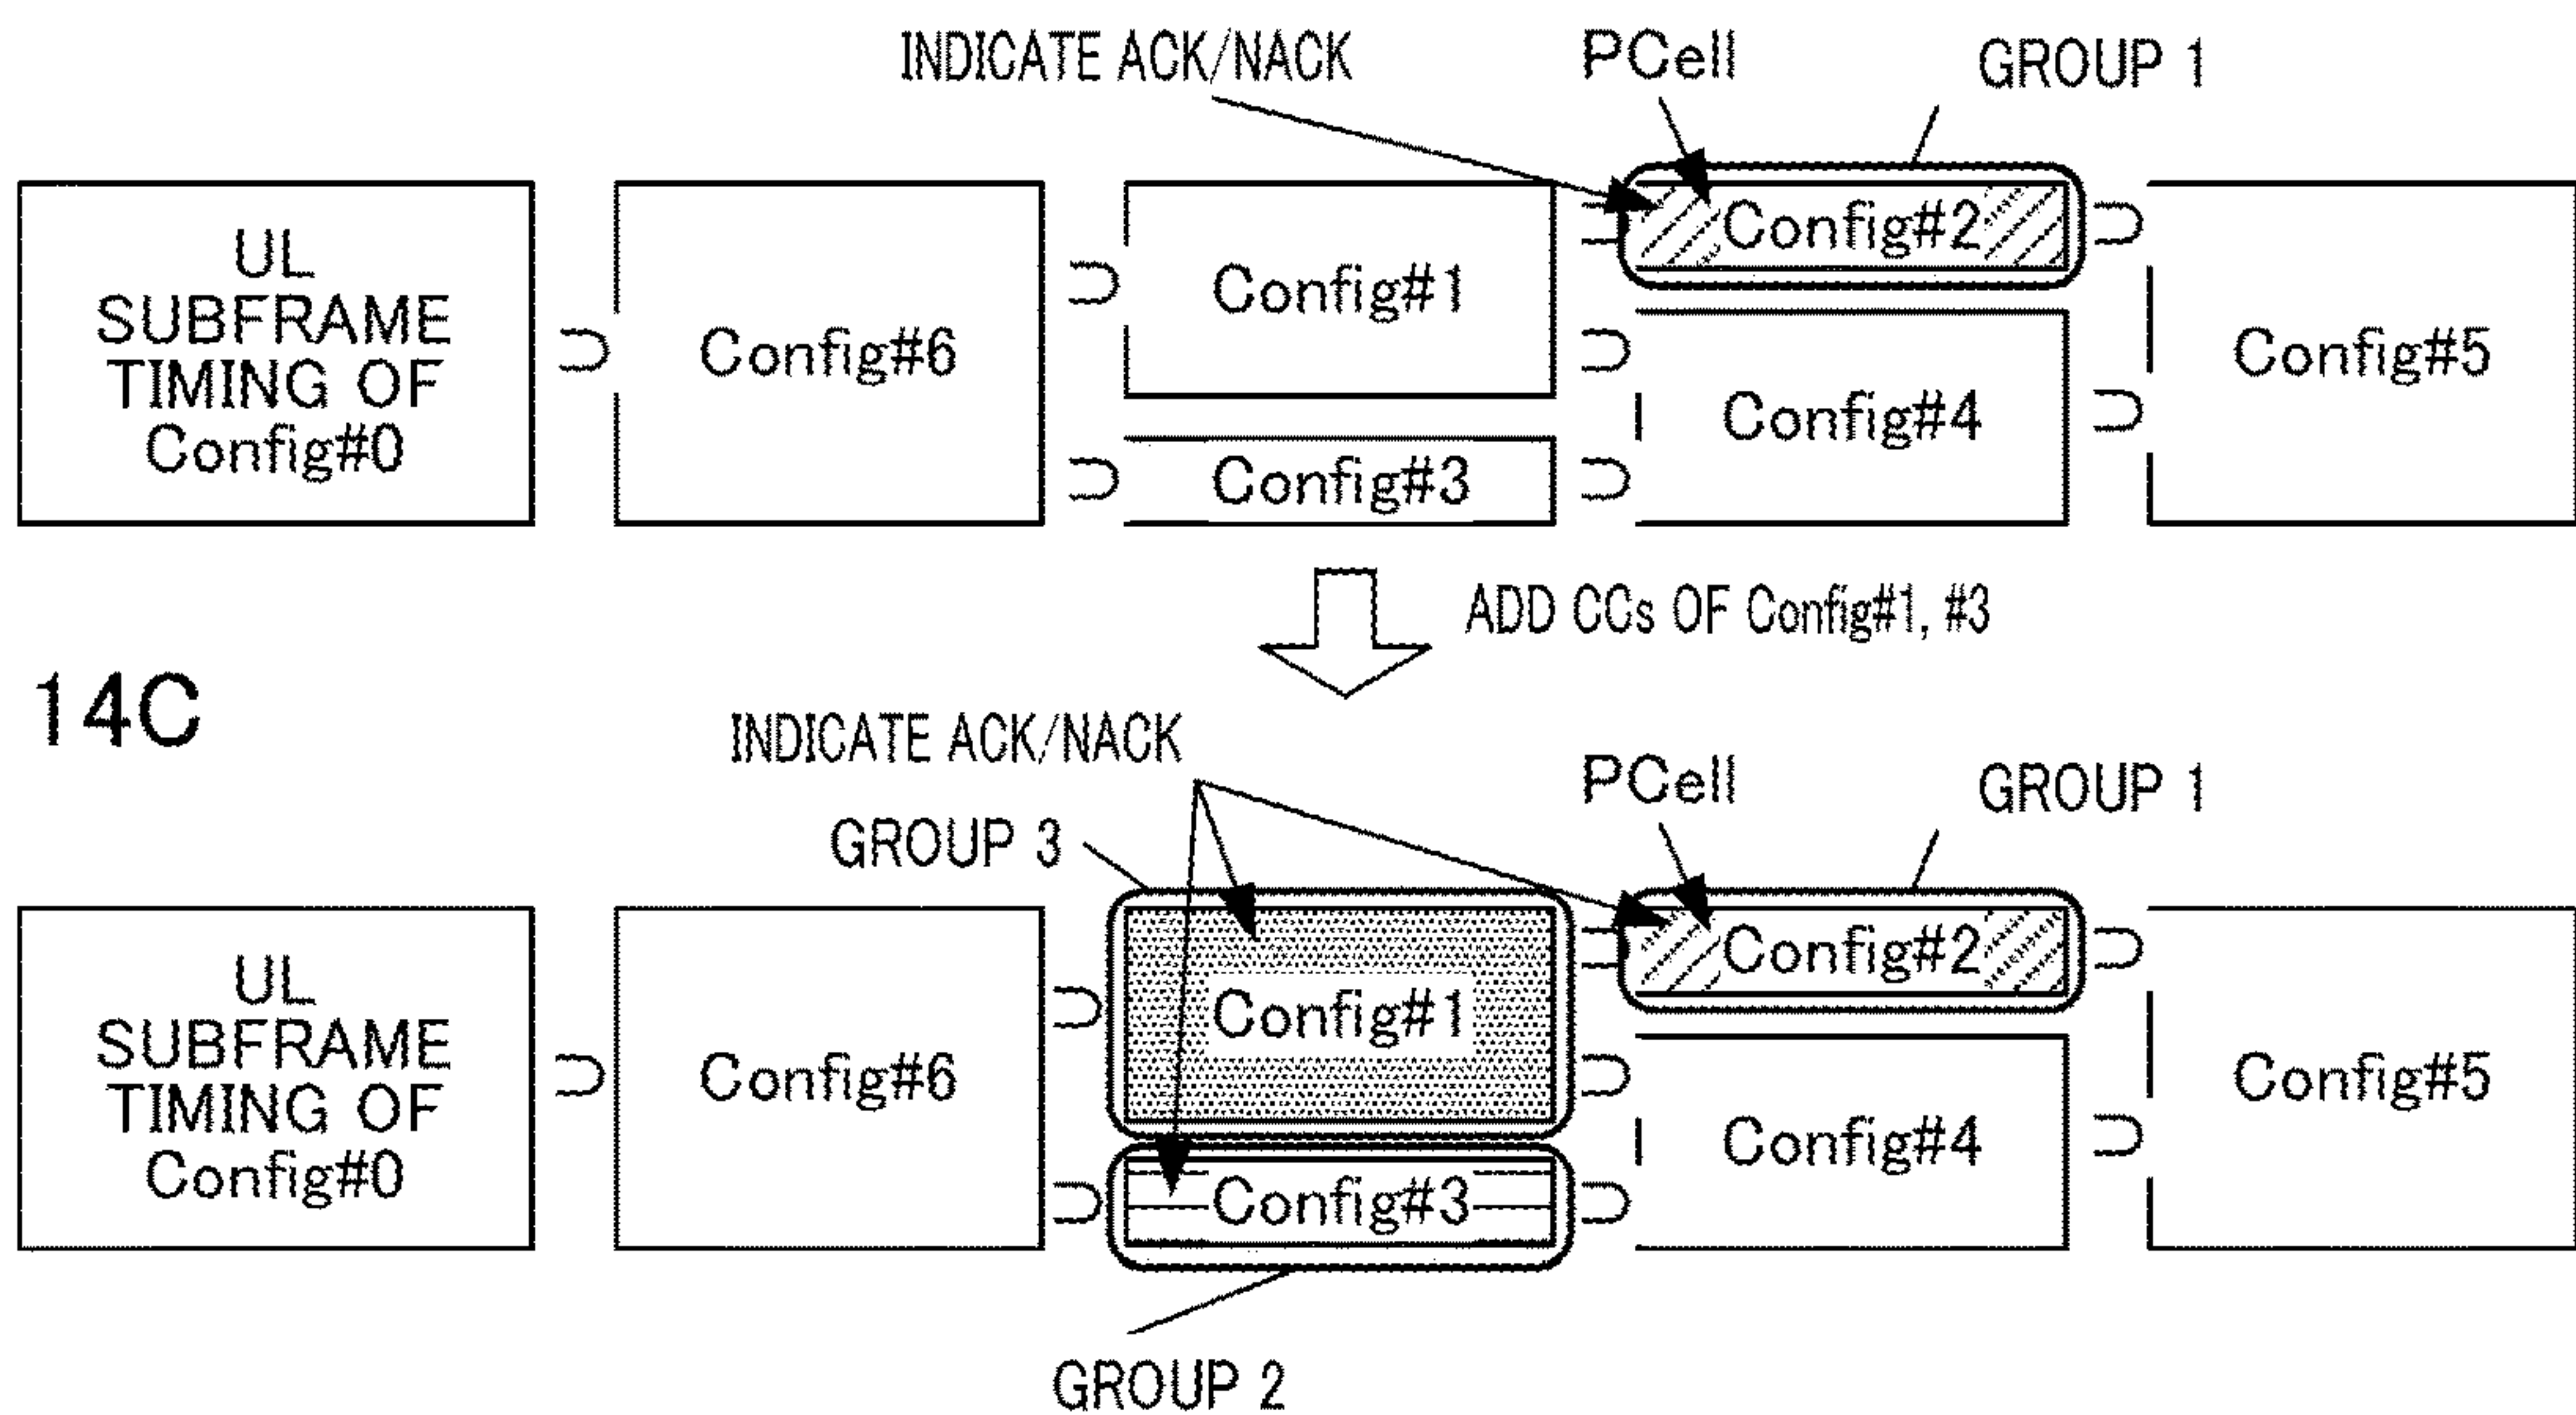 INDICATE ACK/NACK
PCell
GROUP 1
UL
SUBFRAME
TIMING OF
Config#0
Config#6
Config#1
Config#3
Config#2
Config#4
Config#5
ADD CCs OF Config#1, #3
14C
INDICATE ACK/NACK
PCell
GROUP 1
GROUP 3
UL
SUBFRAME
TIMING OF
Config#0
Config#6
Config#1
Config#3
Config#2
Config#4
Config#5
GROUP 2